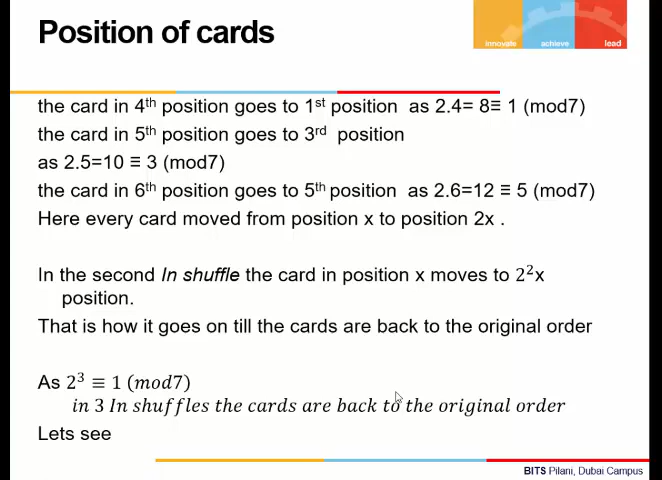 Position of cards
innovate achieve lead
the card in 4th position goes to 1st position as 2.4= 8≡ 1 (mod7)
the card in 5th position goes to 3rd position
as 2.5=10 ≡ 3 (mod7)
the card in 6th position goes to 5th position as 2.6=12 ≡ 5 (mod7)
Here every card moved from position x to position 2x .
In the second In shuffle the card in position x moves to 2²x
position.
That is how it goes on till the cards are back to the original order
As 2³ ≡ 1 (mod7)
in 3 In shuffles the cards are back to the original order
Lets see
BITS Pilani, Dubai Campus